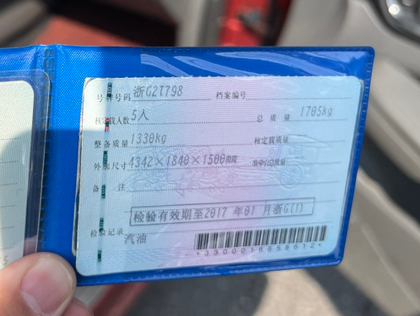 号牌号码 浙G2T798 档案编号
核定载人数 5人 总质量 1705kg
整备质量 1330kg 核定载质量
外廓尺寸 4342×1840×1500mm 准牵引总质量
备注
检验有效期至2017年01月浙G(1)
检验记录
汽油